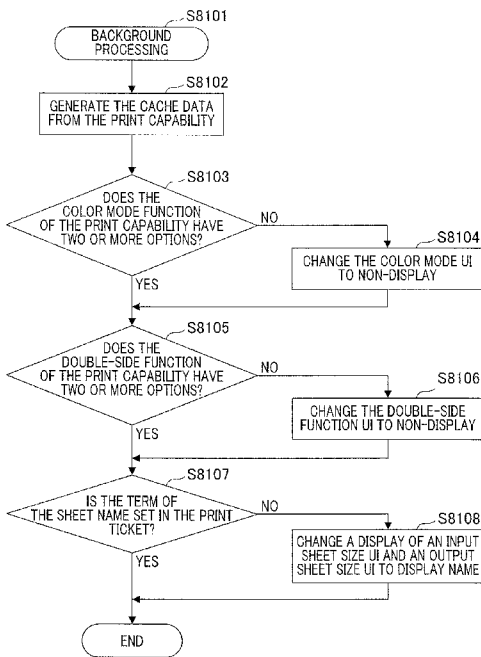 S8101
BACKGROUND
PROCESSING
S8102
GENERATE THE CACHE DATA
FROM THE PRINT CAPABILITY
S8103
DOES THE
COLOR MODE FUNCTION
OF THE PRINT CAPABILITY HAVE
TWO OR MORE OPTIONS?
NO
S8104
CHANGE THE COLOR MODE UI
TO NON-DISPLAY
YES
S8105
DOES THE
DOUBLE-SIDE FUNCTION
OF THE PRINT CAPABILITY HAVE
TWO OR MORE OPTIONS?
NO
S8106
CHANGE THE DOUBLE-SIDE
FUNCTION UI TO NON-DISPLAY
YES
S8107
IS THE TERM OF
THE SHEET NAME SET IN THE PRINT
TICKET?
NO
S8108
CHANGE A DISPLAY OF AN INPUT
SHEET SIZE UI AND AN OUTPUT
SHEET SIZE UI TO DISPLAY NAME
YES
END